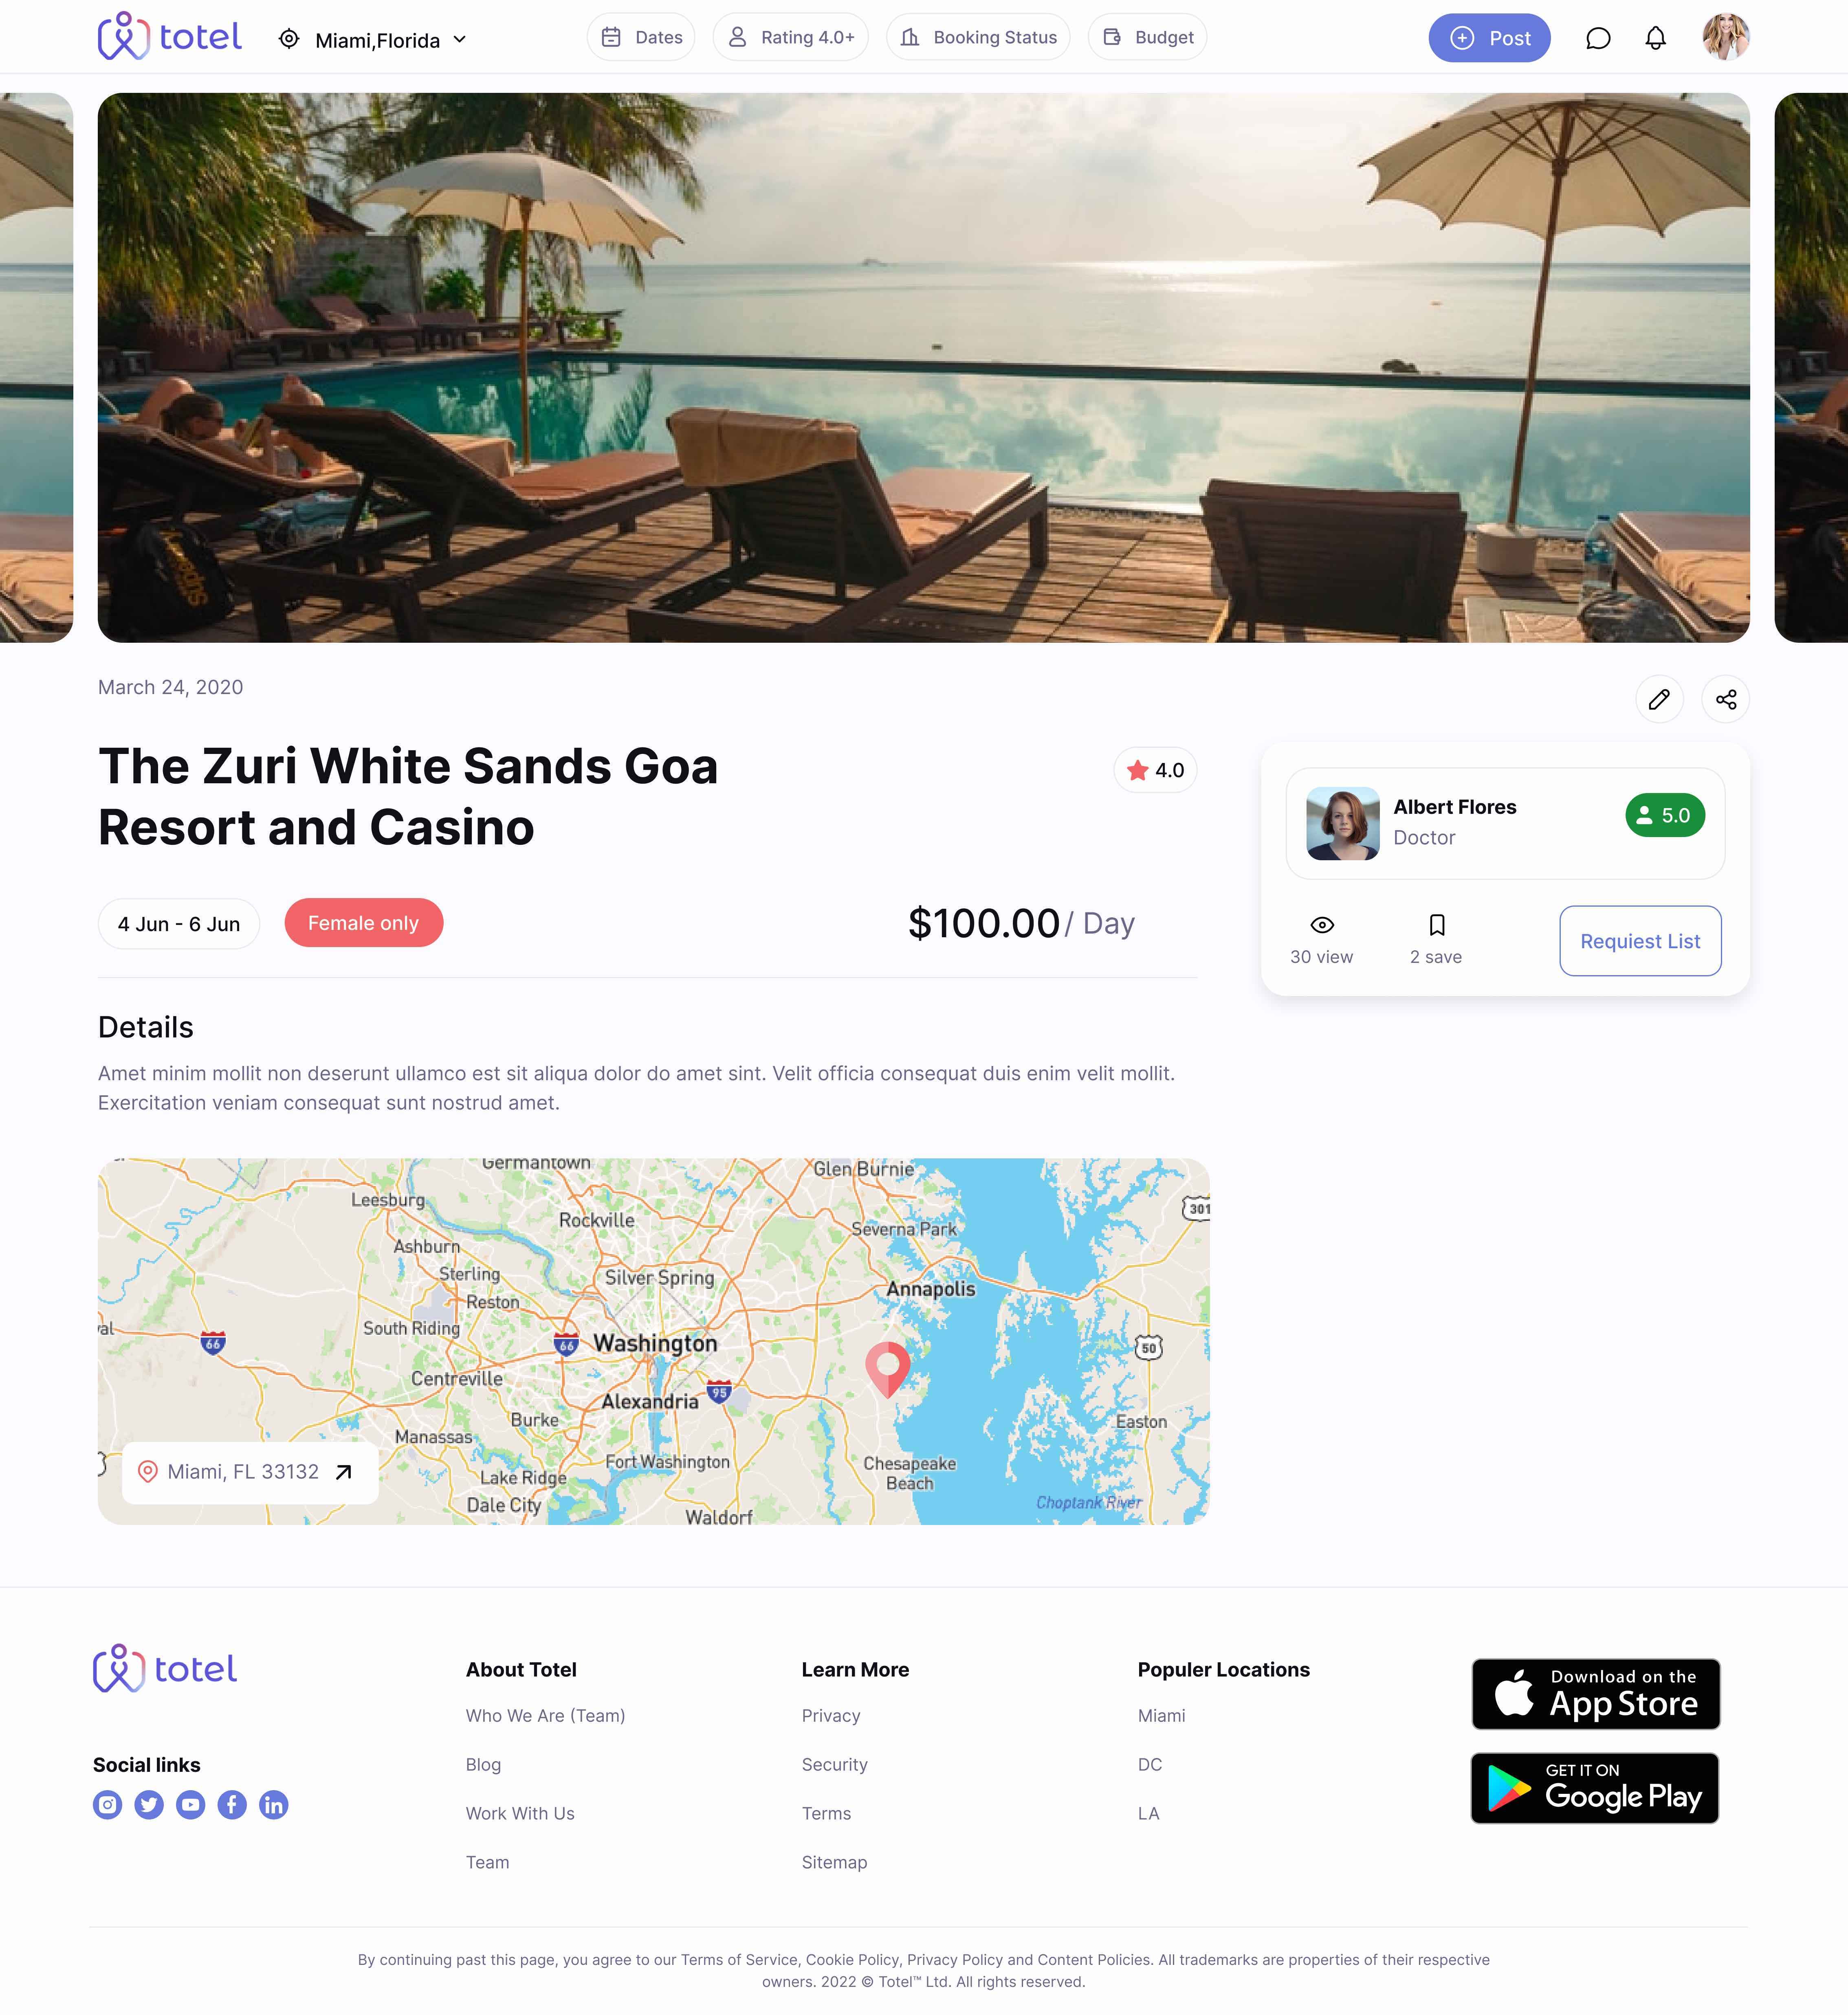 totel
Miami,Florida
Dates
Rating 4.0+
Booking Status
Budget
Post
March 24, 2020
The Zuri White Sands Goa
Resort and Casino
4.0
4 Jun - 6 Jun
Female only
$100.00/ Day
Albert Flores
Doctor
5.0
30 view
2 save
Requiest List
Details
Amet minim mollit non deserunt ullamco est sit aliqua dolor do amet sint. Velit officia consequat duis enim velit mollit.
Exercitation veniam consequat sunt nostrud amet.
Germantown
Glen Burnie
Leesburg
301
Rockville
Severna Park
Ashburn
Sterling
Silver Spring
Annapolis
Reston
South Riding
66
66
Washington
50
Centreville
95
Alexandria
Burke
Easton
Manassas
Fort Washington
Chesapeake
Beach
Miami, FL 33132
Lake Ridge
Dale City
Choptank River
Waldorf
totel
Social links
About Totel
Who We Are (Team)
Blog
Work With Us
Team
Learn More
Privacy
Security
Terms
Sitemap
Populer Locations
Miami
DC
LA
Download on the
App Store
GET IT ON
Google Play
By continuing past this page, you agree to our Terms of Service, Cookie Policy, Privacy Policy and Content Policies. All trademarks are properties of their respective
owners. 2022 © Totel™ Ltd. All rights reserved.